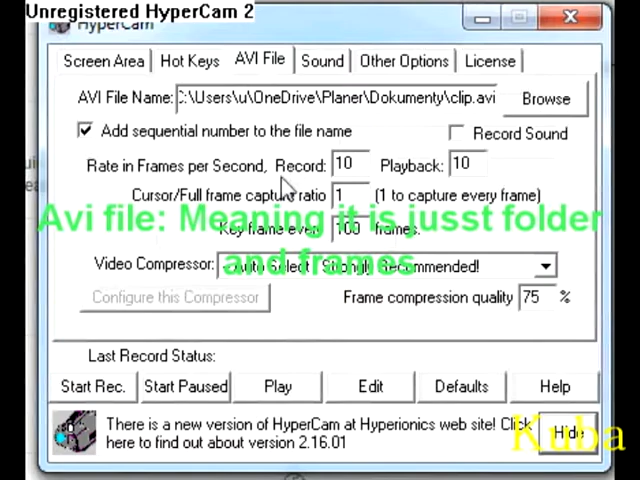 Unregistered HyperCam 2
HyperCam
Screen Area Hot Keys AVI File Sound Other Options License
AVI File Name: C:\Users\u\OneDrive\Planer\Dokumenty\clip.avi Browse
Add sequential number to the file name Record Sound
Rate in Frames per Second, Record: 10 Playback: 10
Cursor/Full frame capture ratio 1 (1 to capture every frame)
Avi file: Meaning it is jusst folder
and frames
Key frame every 100 frames.
Video Compressor: - Auto Select - Strongly Recommended!
Configure this Compressor Frame compression quality 75 %
Last Record Status:
Start Rec. Start Paused Play Edit Defaults Help
There is a new version of HyperCam at Hyperionics web site! Click
here to find out about version 2.16.01
Hide
Kuba